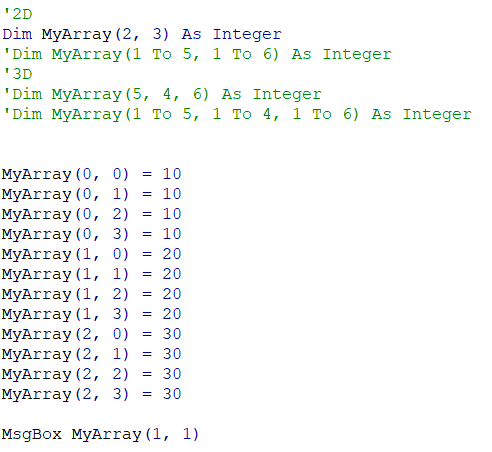 '2D
Dim MyArray(2, 3) As Integer
'Dim MyArray(1 To 5, 1 To 6) As Integer
'3D
'Dim MyArray(5, 4, 6) As Integer
'Dim MyArray(1 To 5, 1 To 4, 1 To 6) As Integer
MyArray(0, 0) = 10
MyArray(0, 1) = 10
MyArray(0, 2) = 10
MyArray(0, 3) = 10
MyArray(1, 0) = 20
MyArray(1, 1) = 20
MyArray(1, 2) = 20
MyArray(1, 3) = 20
MyArray(2, 0) = 30
MyArray(2, 1) = 30
MyArray(2, 2) = 30
MyArray(2, 3) = 30
MsgBox MyArray(1, 1)